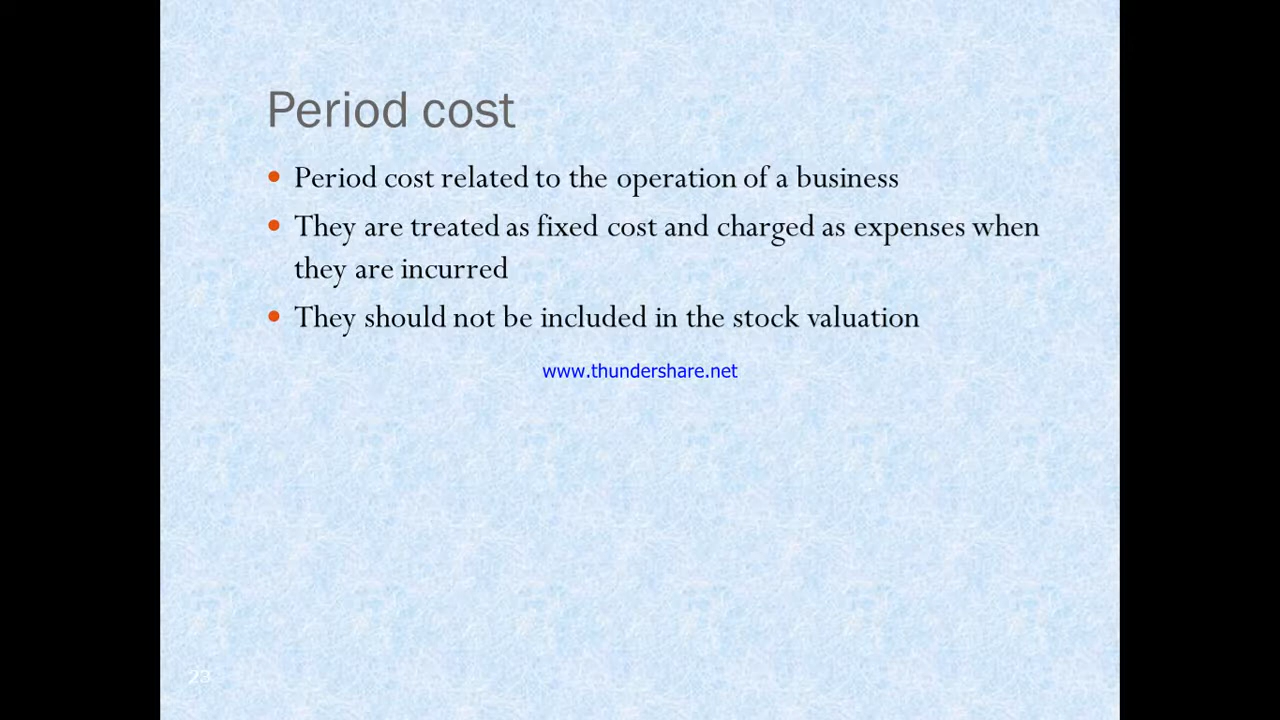 Period cost
• Period cost related to the operation of a business
• They are treated as fixed cost and charged as expenses when
they are incurred
• They should not be included in the stock valuation
www.thundershare.net
23